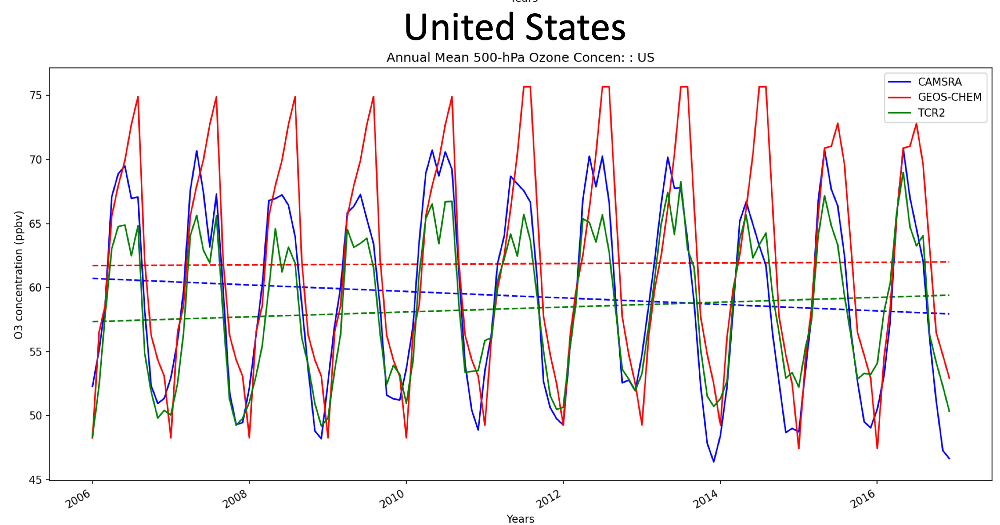 United States
Annual Mean 500-hPa Ozone Concen: : US
CAMSRA
GEOS-CHEM
TCR2
O3 concentration (ppbv)
75
70
65
60
55
50
45
2006
2008
2010
2012
2014
2016
Years